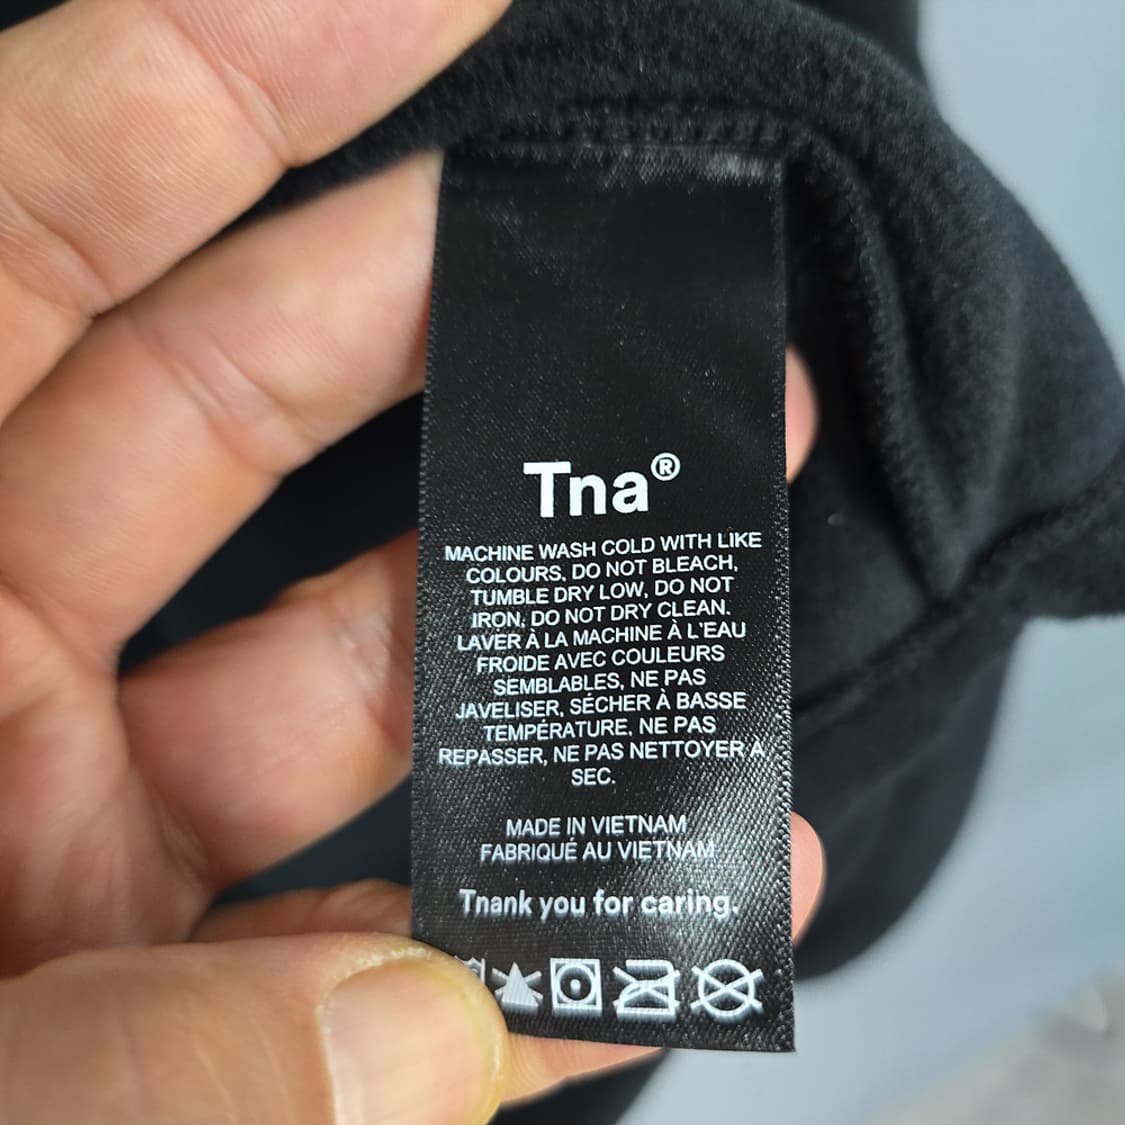 Tna®
MACHINE WASH COLD WITH LIKE
COLOURS, DO NOT BLEACH,
TUMBLE DRY LOW, DO NOT
IRON, DO NOT DRY CLEAN.
LAVER À LA MACHINE À L'EAU
FROIDE AVEC COULEURS
SEMBLABLES, NE PAS
JAVELISER, SÉCHER À BASSE
TEMPÉRATURE, NE PAS
REPASSER, NE PAS NETTOYER A
SEC.
MADE IN VIETNAM
FABRIQUÉ AU VIETNAM
Tnank you for caring.